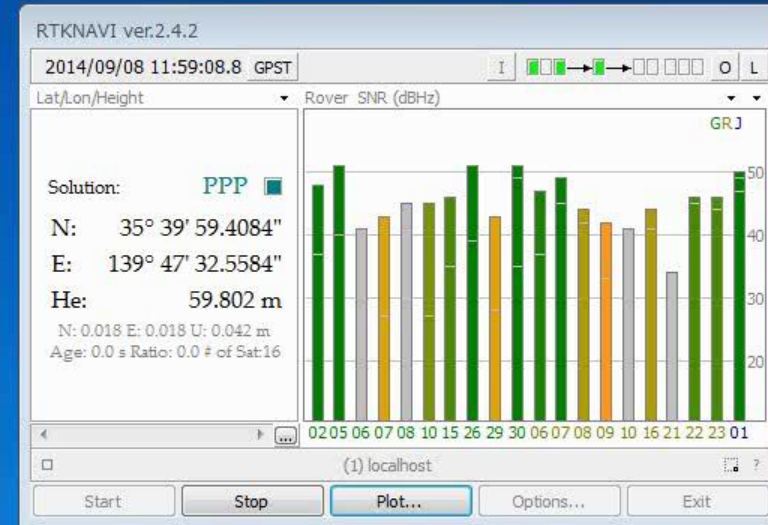 RTKNAVI ver.2.4.2
2014/09/08 11:59:08.8 GPST I O L
Lat/Lon/Height Rover SNR (dBHz)
GRJ
Solution: PPP
N: 35° 39' 59.4084"
E: 139° 47' 32.5584"
He: 59.802 m
N: 0.018 E: 0.018 U: 0.042 m
Age: 0.0 s Ratio: 0.0 # of Sat:16
50
40
30
20
02 05 06 07 08 10 15 26 29 30 06 07 08 09 10 16 21 22 23 01
...
(1) localhost ?
Start Stop Plot... Options... Exit